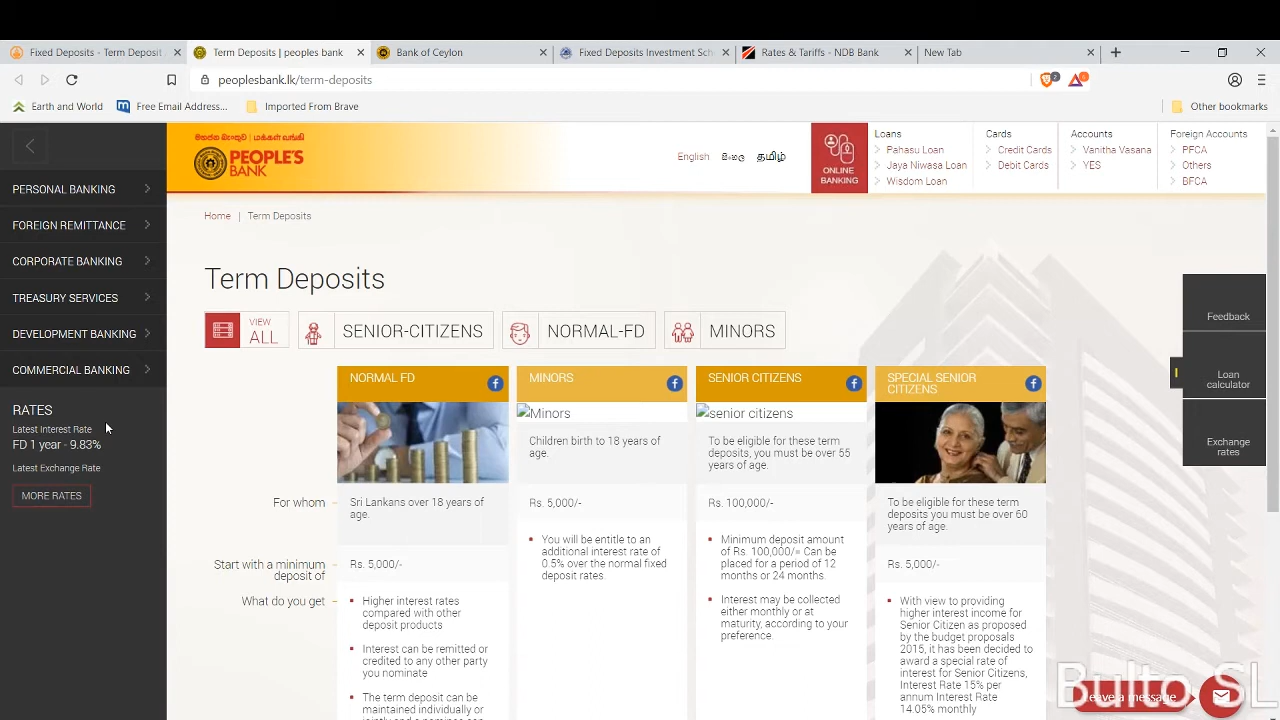 Fixed Deposits - Term Deposit
Term Deposits | peoples bank
Bank of Ceylon
Fixed Deposits Investment Sch
Rates & Tariffs - NDB Bank
New Tab
peoplesbank.lk/term-deposits
2
Earth and World
Free Email Address...
Imported From Brave
Other bookmarks
PERSONAL BANKING
FOREIGN REMITTANCE
CORPORATE BANKING
TREASURY SERVICES
DEVELOPMENT BANKING
COMMERCIAL BANKING
RATES
Latest Interest Rate
FD 1 year - 9.83%
Latest Exchange Rate
MORE RATES
මහජන බැංකුව | மக்கள் வங்கி
PEOPLE'S
BANK
English
සිංහල
தமிழ்
ONLINE
BANKING
Loans
Pahasu Loan
Jaya Niwasa Loan
Wisdom Loan
Cards
Credit Cards
Debit Cards
Accounts
Vanitha Vasana
YES
Foreign Accounts
PFCA
Others
BFCA
Home | Term Deposits
Term Deposits
VIEW
ALL
SENIOR-CITIZENS
NORMAL-FD
MINORS
Feedback
Loan
calculator
Exchange
rates
For whom
Start with a minimum
deposit of
What do you get
NORMAL FD
Sri Lankans over 18 years of
age.
Rs. 5,000/-
Higher interest rates
compared with other
deposit products
Interest can be remitted or
credited to any other party
you nominate
The term deposit can be
maintained individually or
MINORS
Minors
Children birth to 18 years of
age.
Rs. 5,000/-
You will be entitle to an
additional interest rate of
0.5% over the normal fixed
deposit rates.
SENIOR CITIZENS
senior citizens
To be eligible for these term
deposits, you must be over 55
years of age.
Rs. 100,000/-
Minimum deposit amount
of Rs. 100,000/= Can be
placed for a period of 12
months or 24 months.
Interest may be collected
either monthly or at
maturity, according to your
preference.
SPECIAL SENIOR
CITIZENS
To be eligible for these term
deposits you must be over 60
years of age.
Rs. 5,000/-
With view to providing
higher interest income for
Senior Citizen as proposed
by the budget proposals
2015, it has been decided to
award a special rate of
interest for Senior Citizens,
Interest Rate 15% per
annum Interest Rate
14.05% monthly
Leave a message
Bulto SL